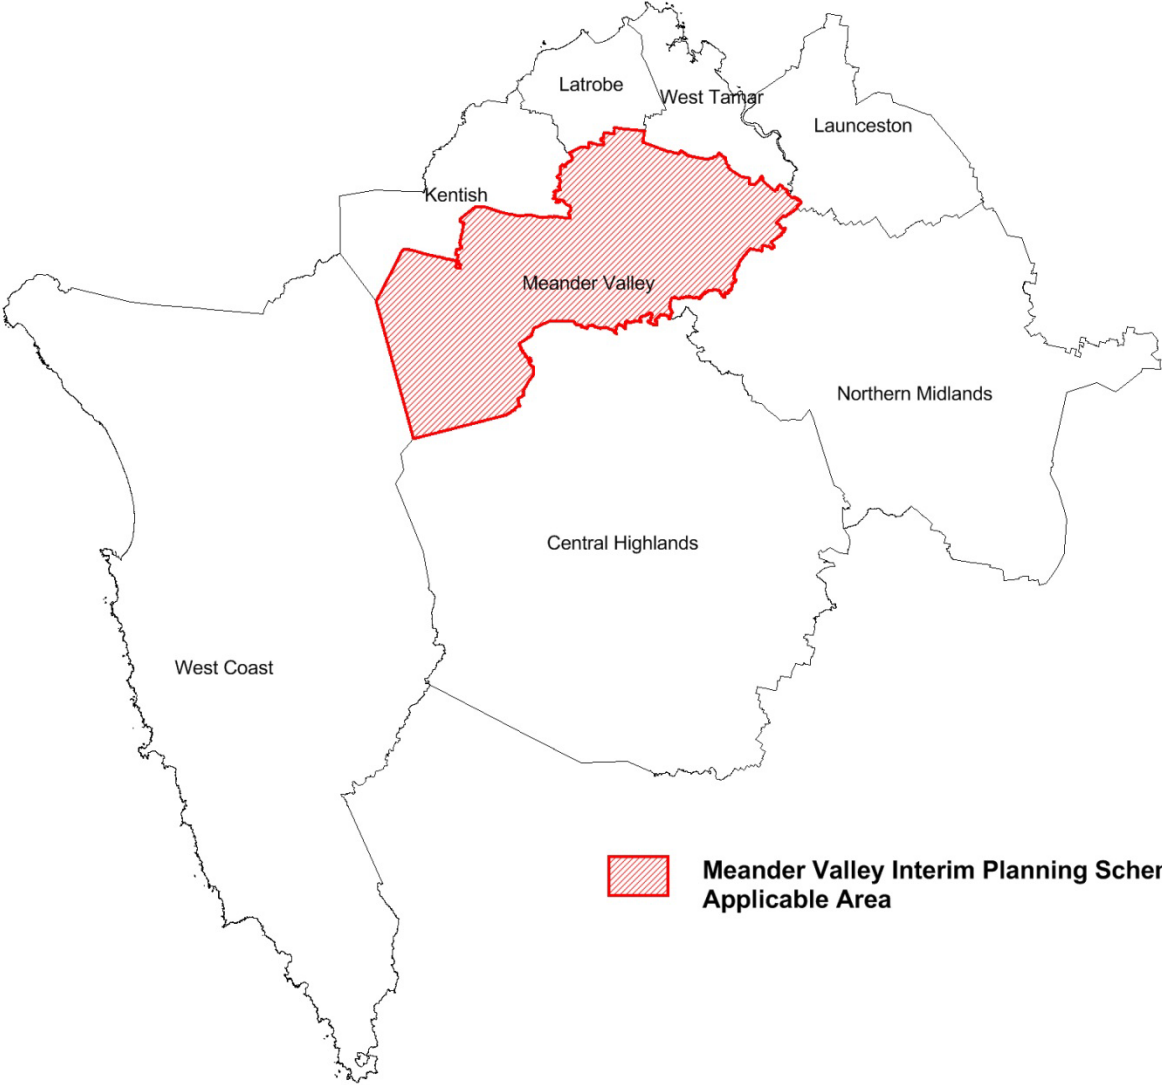 Latrobe
West Tamar
Launceston
Kentish
Meander Valley
Northern Midlands
Central Highlands
West Coast
Meander Valley Interim Planning Scher
Applicable Area